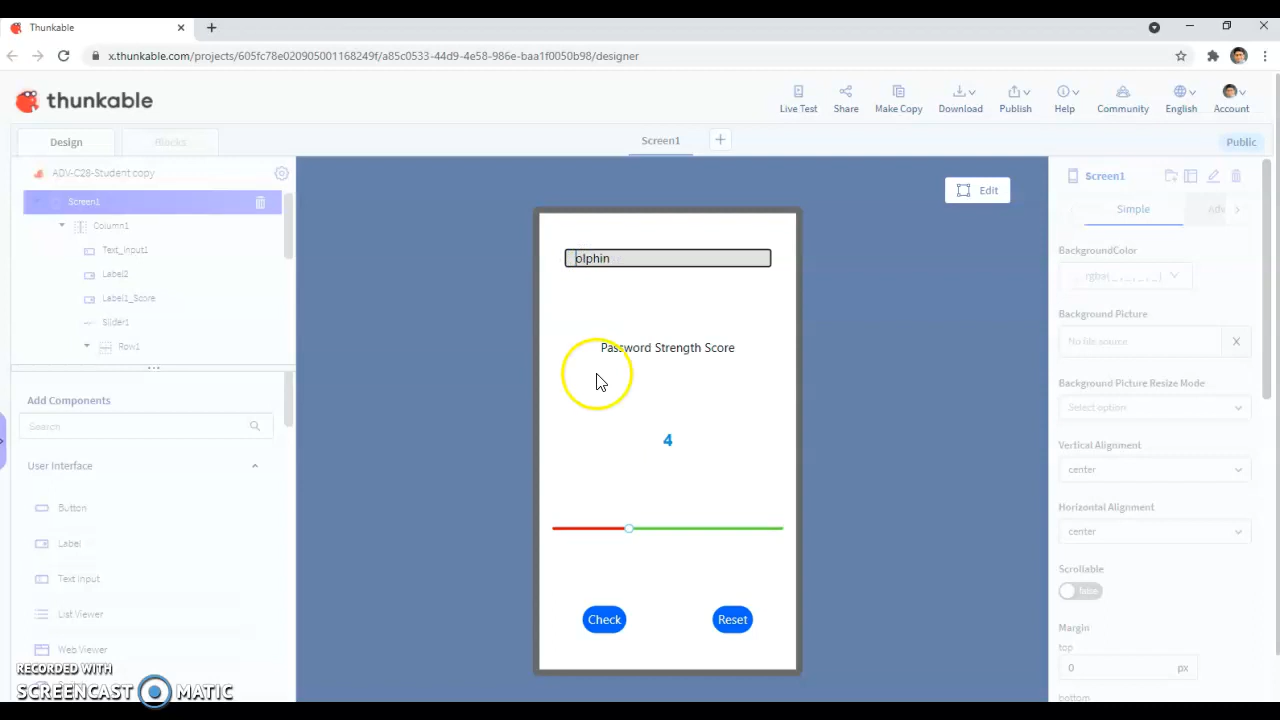 Thunkable
x.thunkable.com/projects/605fc78e020905001168249f/a85c0533-44d9-4e58-986e-baa1f0050b98/designer
thunkable
Live Test
Share
Make Copy
Download
Publish
Help
Community
English
Account
Design
Blocks
Screen1
Public
ADV-C28-Student copy
Screen1
Column1
Text_Input1
Label2
Label1_Score
Slider1
Row1
Add Components
Search
User Interface
Button
Label
Text Input
List Viewer
Web Viewer
Edit
olphin
Password Strength Score
4
Check
Reset
Screen1
Simple
Adv
BackgroundColor
rgba(_,_,_,_)
Background Picture
No file source
X
Background Picture Resize Mode
Select option
Vertical Alignment
center
Horizontal Alignment
center
Scrollable
false
Margin
top
0
px
bottom
RECORDED WITH
SCREENCAST MATIC